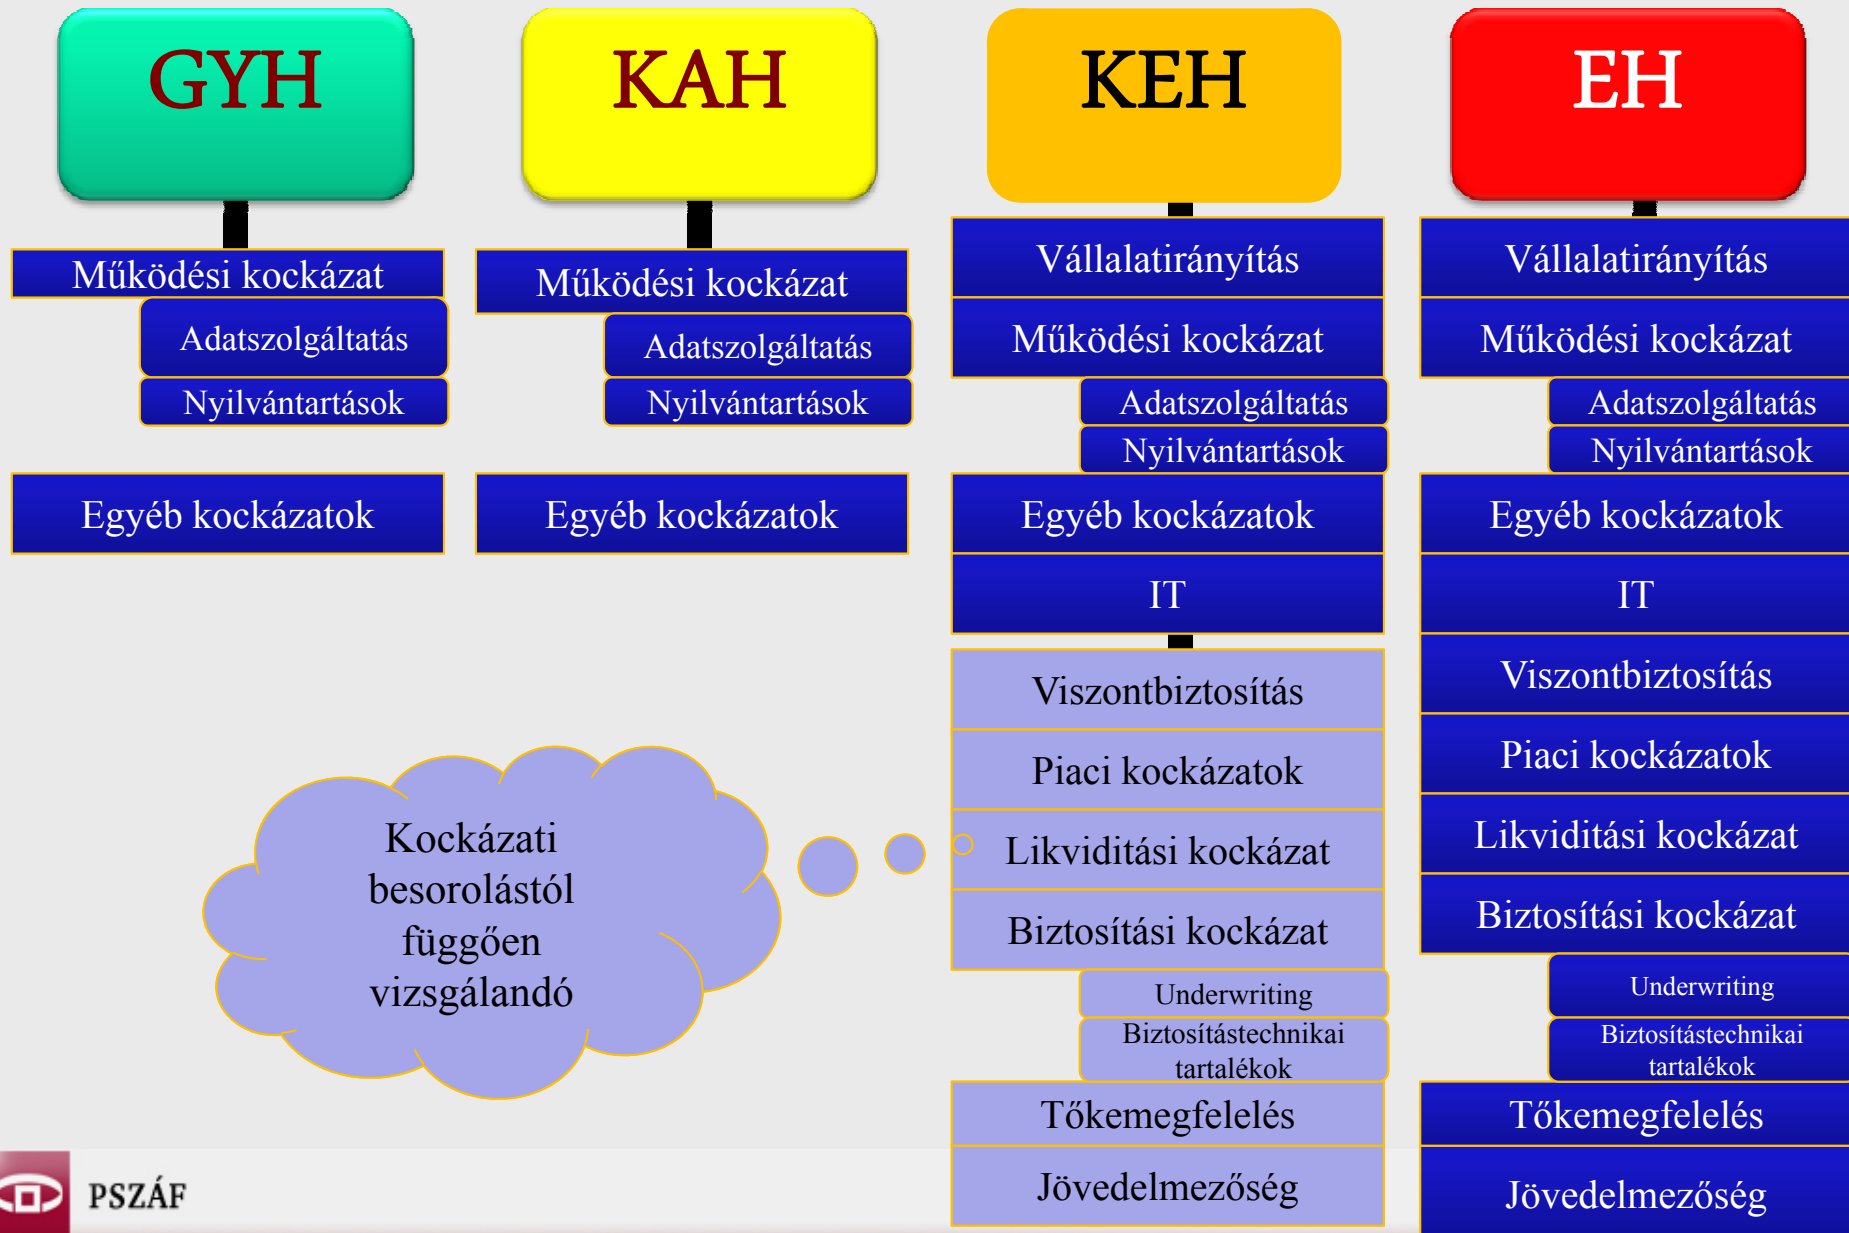 GYH
Működési kockázat
Adatszolgáltatás
Nyilvántartások
Egyéb kockázatok
KAH
Működési kockázat
Adatszolgáltatás
Nyilvántartások
Egyéb kockázatok
KEH
Vállalatirányítás
Működési kockázat
Adatszolgáltatás
Nyilvántartások
Egyéb kockázatok
IT
Viszontbiztosítás
Piaci kockázatok
Likviditási kockázat
Biztosítási kockázat
Underwriting
Biztosítástechnikai
tartalékok
Tőkemegfelelés
Jövedelmezőség
EH
Vállalatirányítás
Működési kockázat
Adatszolgáltatás
Nyilvántartások
Egyéb kockázatok
IT
Viszontbiztosítás
Piaci kockázatok
Likviditási kockázat
Biztosítási kockázat
Underwriting
Biztosítástechnikai
tartalékok
Tőkemegfelelés
Jövedelmezőség
Kockázati
besorolástól
függően
vizsgálandó
PSZÁF